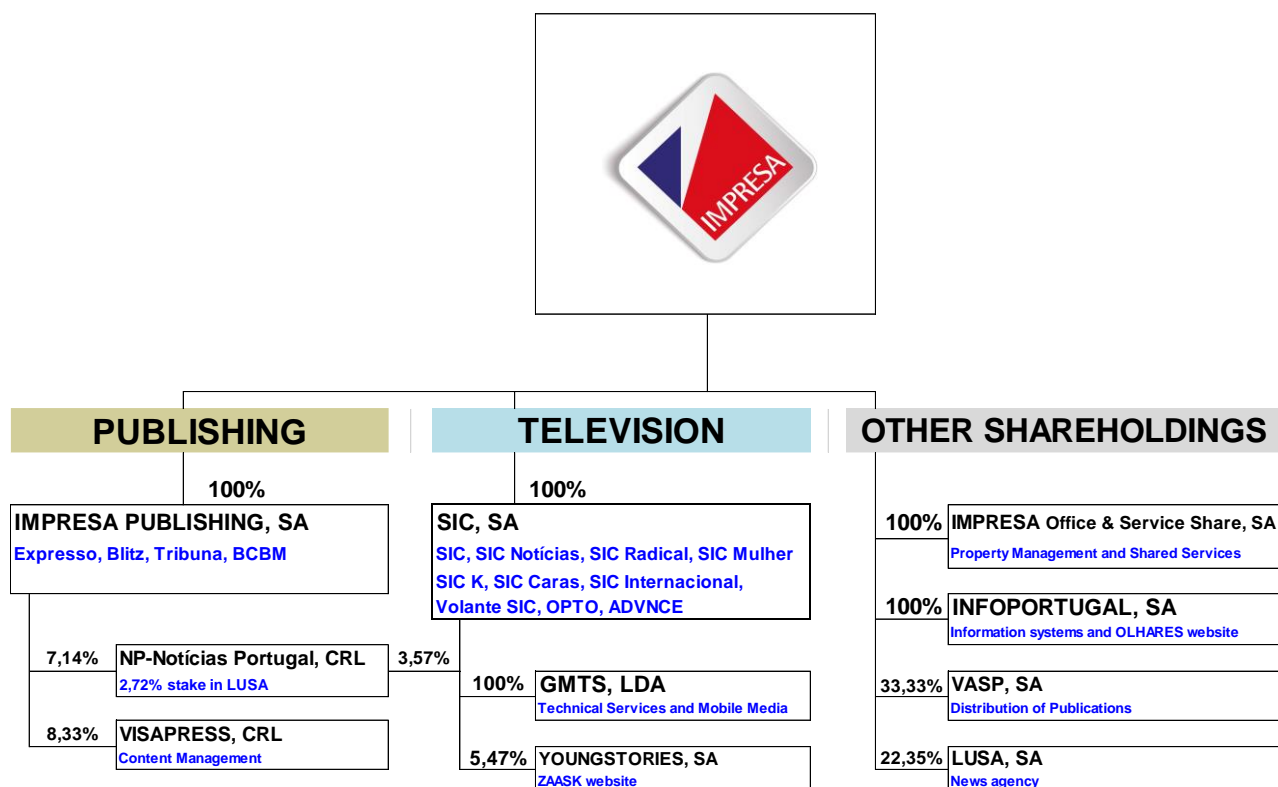 IMPRESA
PUBLISHING
TELEVISION
OTHER SHAREHOLDINGS
100%
IMPRESA PUBLISHING, SA
Expresso, Blitz, Tribuna, BCBM
7,14%
NP-Notícias Portugal, CRL
2,72% stake in LUSA
8,33%
VISAPRESS, CRL
Content Management
100%
SIC, SA
SIC, SIC Notícias, SIC Radical, SIC Mulher
SIC K, SIC Caras, SIC Internacional,
Volante SIC, OPTO, ADVNCE
3,57%
100%
GMTS, LDA
Technical Services and Mobile Media
5,47%
YOUNGSTORIES, SA
ZAASK website
100%
IMPRESA Office & Service Share, SA
Property Management and Shared Services
100%
INFOPORTUGAL, SA
Information systems and OLHARES website
33,33%
VASP, SA
Distribution of Publications
22,35%
LUSA, SA
News agency